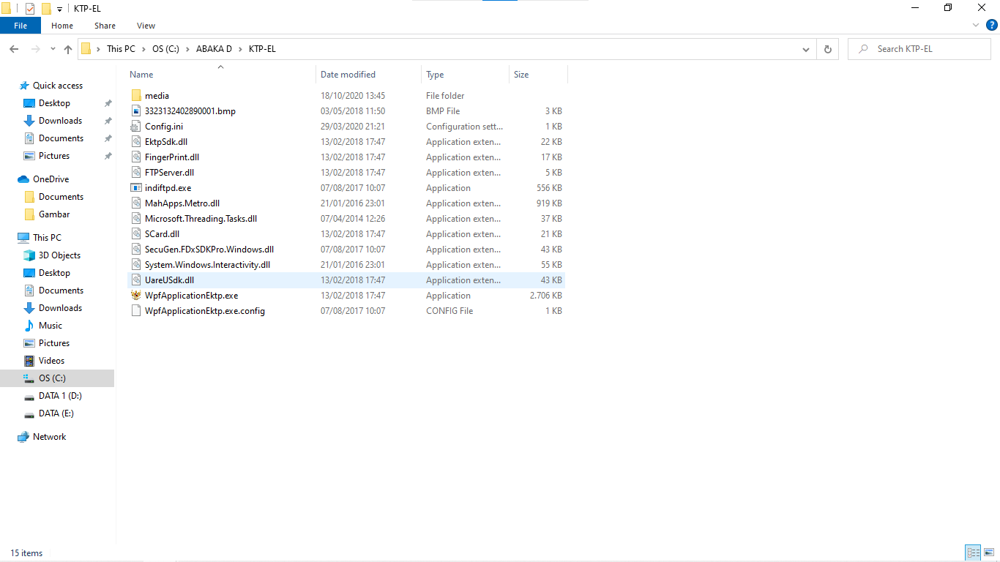 KTP-EL
File Home Share View
This PC OS (C:) ABAKA D KTP-EL Search KTP-EL
Name Date modified Type Size
Quick access
Desktop
Downloads
Documents
Pictures
OneDrive
Documents
Gambar
This PC
3D Objects
Desktop
Documents
Downloads
Music
Pictures
Videos
OS (C:)
DATA 1 (D:)
DATA (E:)
Network
media 18/10/2020 13:45 File folder
3323132402890001.bmp 03/05/2018 11:50 BMP File 3 KB
Config.ini 29/03/2020 21:21 Configuration sett... 1 KB
EktpSdk.dll 13/02/2018 17:47 Application exten... 22 KB
FingerPrint.dll 13/02/2018 17:47 Application exten... 17 KB
FTPServer.dll 13/02/2018 17:47 Application exten... 5 KB
indiftpd.exe 07/08/2017 10:07 Application 556 KB
MahApps.Metro.dll 21/01/2016 23:01 Application exten... 919 KB
Microsoft.Threading.Tasks.dll 07/04/2014 12:26 Application exten... 37 KB
SCard.dll 13/02/2018 17:47 Application exten... 21 KB
SecuGen.FDxSDKPro.Windows.dll 07/08/2017 10:07 Application exten... 43 KB
System.Windows.Interactivity.dll 21/01/2016 23:01 Application exten... 55 KB
UareUSdk.dll 13/02/2018 17:47 Application exten... 43 KB
WpfApplicationEktp.exe 13/02/2018 17:47 Application 2.706 KB
WpfApplicationEktp.exe.config 07/08/2017 10:07 CONFIG File 1 KB
15 items